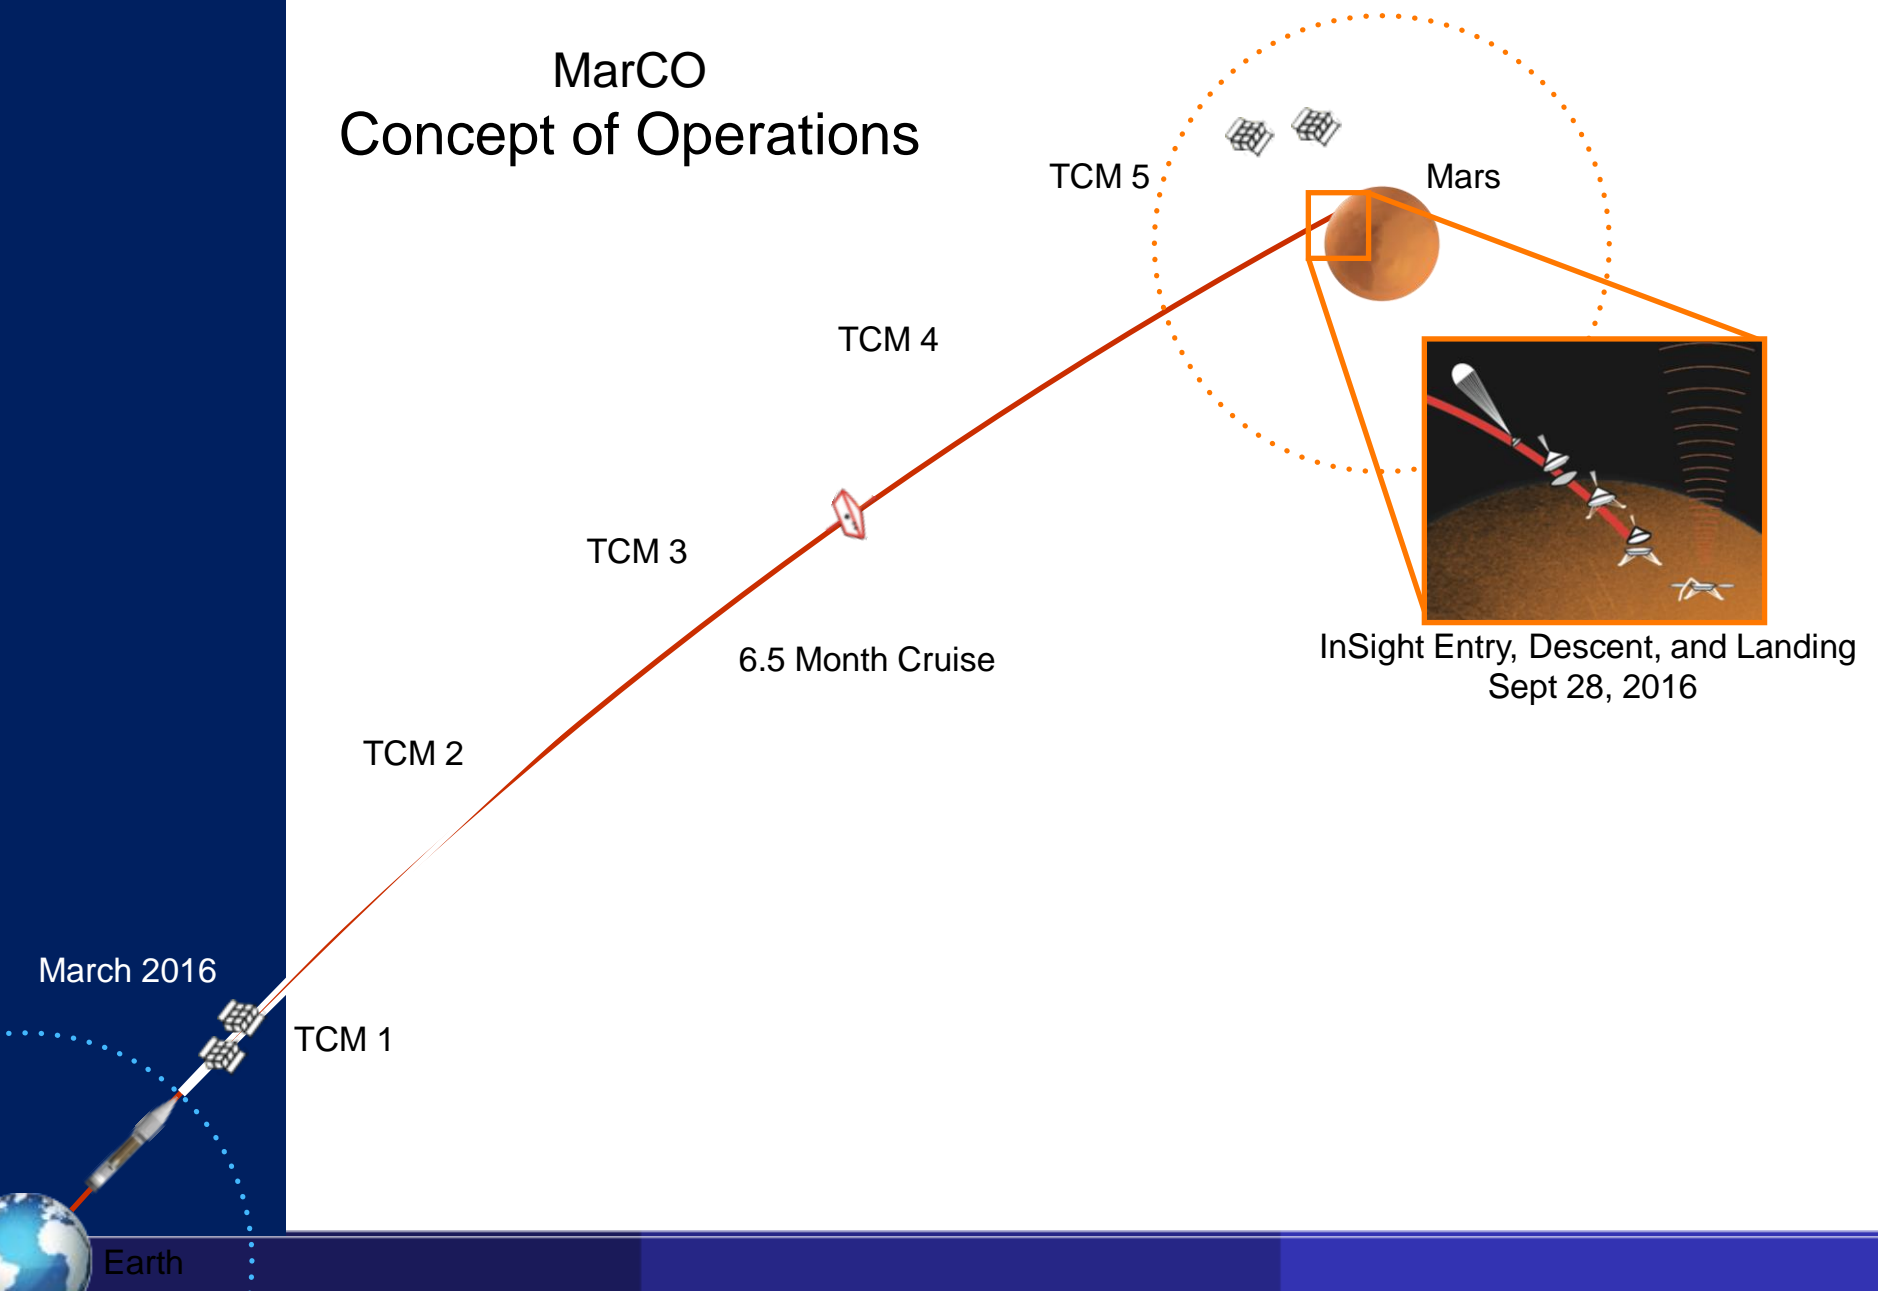 MarCO
Concept of Operations
TCM 5
Mars
TCM 4
TCM 3
6.5 Month Cruise
InSight Entry, Descent, and Landing
Sept 28, 2016
TCM 2
March 2016
TCM 1
Earth